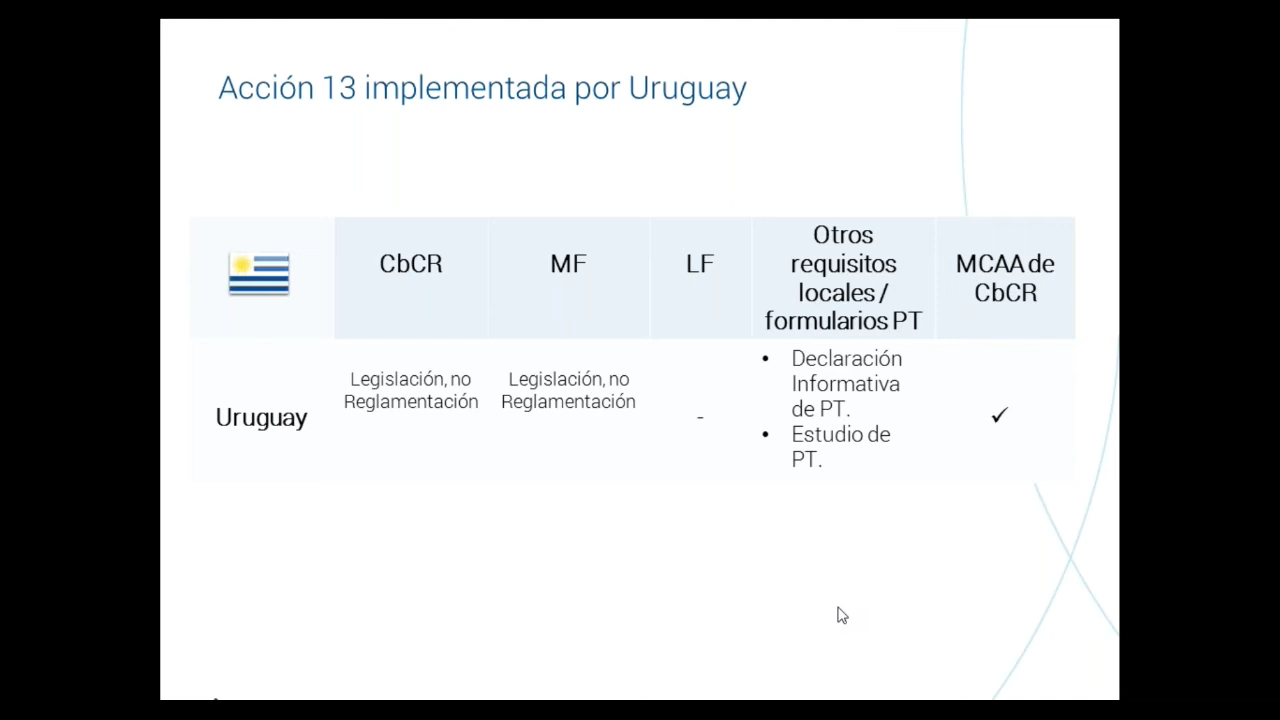 Acción 13 implementada por Uruguay
CbCR
MF
LF
Otros
requisitos
locales /
formularios PT
MCAA de
CbCR
Uruguay
Legislación, no
Reglamentación
Legislación, no
Reglamentación
-
• Declaración
Informativa
de PT.
• Estudio de
PT.
✓